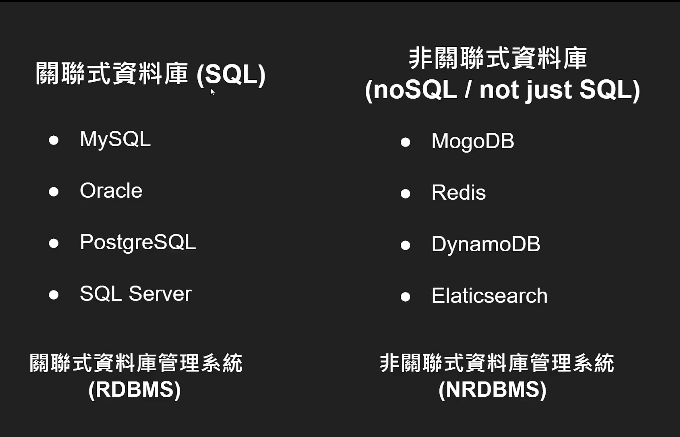 關聯式資料庫 (SQL)
MySQL
Oracle
PostgreSQL
SQL Server
關聯式資料庫管理系統
(RDBMS)
非關聯式資料庫
(noSQL / not just SQL)
MogoDB
Redis
DynamoDB
Elaticsearch
非關聯式資料庫管理系統
(NRDBMS)